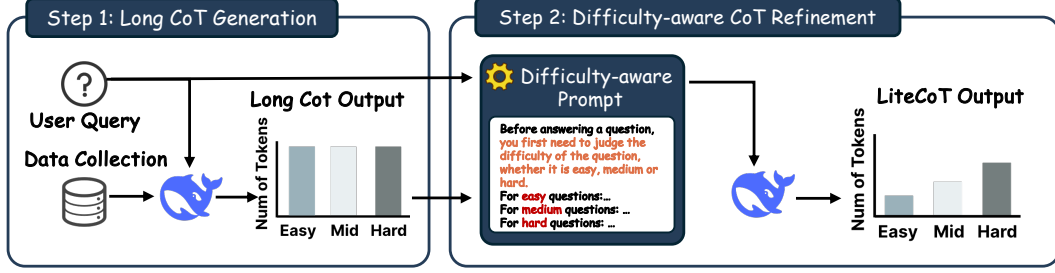 Step 1: Long CoT Generation
?
User Query
Data Collection
Long Cot Output
Num of Tokens
Easy Mid Hard
Step 2: Difficulty-aware CoT Refinement
Difficulty-aware
Prompt
Before answering a question,
you first need to judge the
difficulty of the question,
whether it is easy, medium or
hard.
For easy questions:...
For medium questions: ...
For hard questions: ...
LiteCoT Output
Num of Tokens
Easy Mid Hard